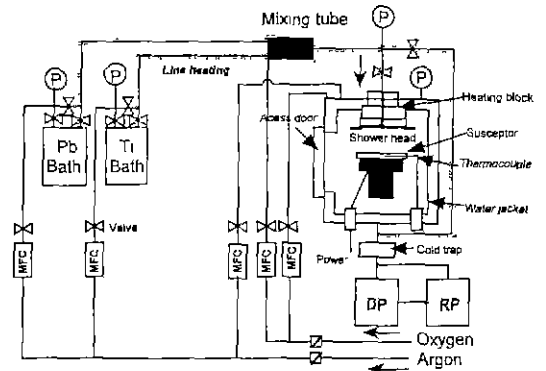 Mixing tube
P
Line heating
P
P
P
Heating block
Acess door
Shower head
Susceptor
Pb
Bath
Ti
Bath
Thermocouple
Valve
Water jacket
MFC
MFC
MFC
MFC
MFC
Power
Cold trap
DP
RP
Oxygen
Argon